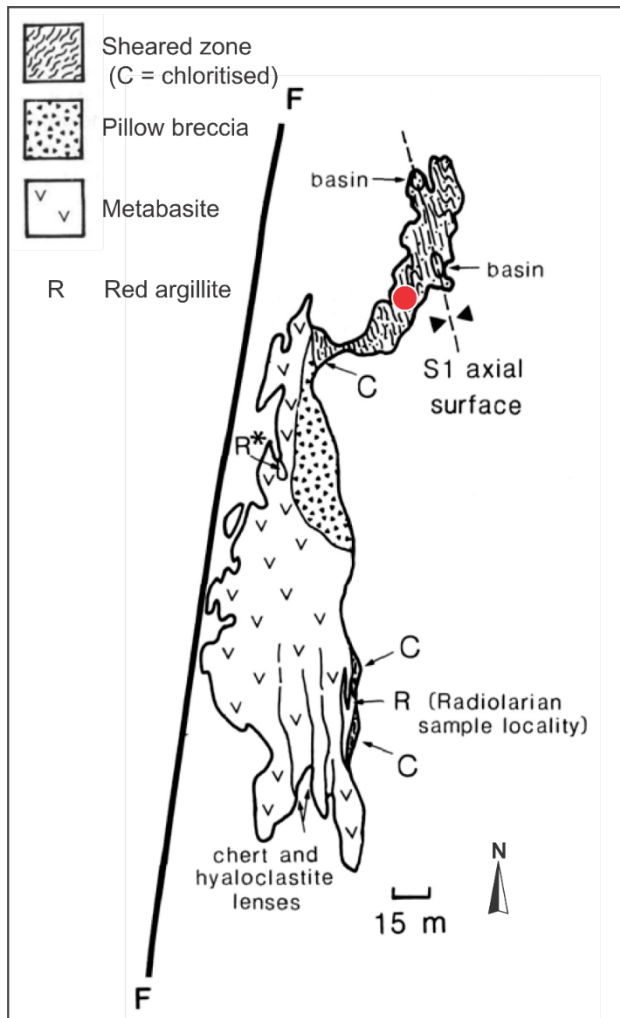 Sheared zone
(C = chloritised)
Pillow breccia
Metabasite
R Red argillite
F
basin
basin
S1 axial
surface
C
R*
C
R (Radiolarian
sample locality)
C
chert and
hyaloclastite
lenses
N
15 m
F